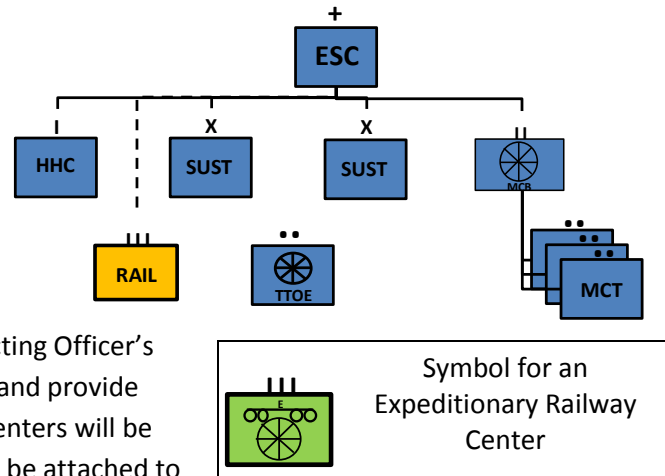 +
ESC
I X X II
HHC SUST SUST MCB
III
RAIL TTOE MCT
cting Officer's
and provide
enters will be
be attached to
III
E
Symbol for an
Expeditionary Railway
Center